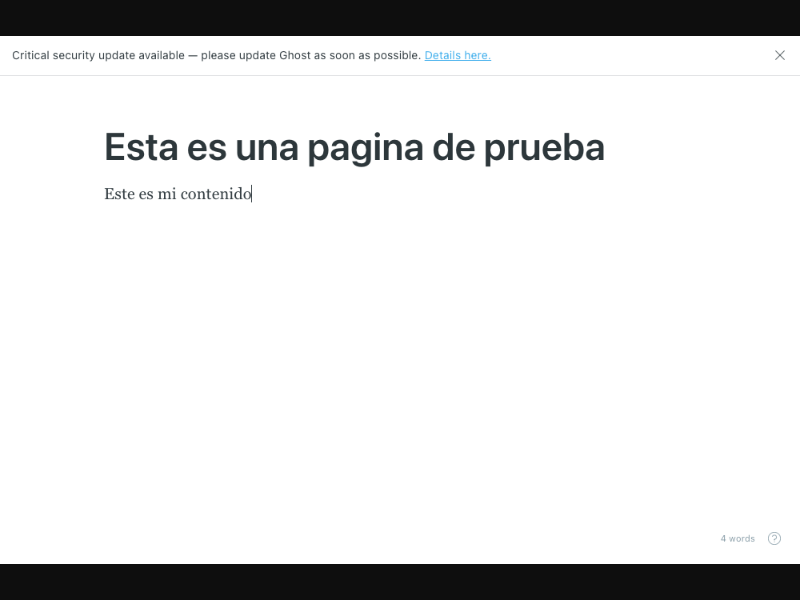 Critical security update available — please update Ghost as soon as possible. Details here.
Esta es una pagina de prueba
Este es mi contenido
4 words
?